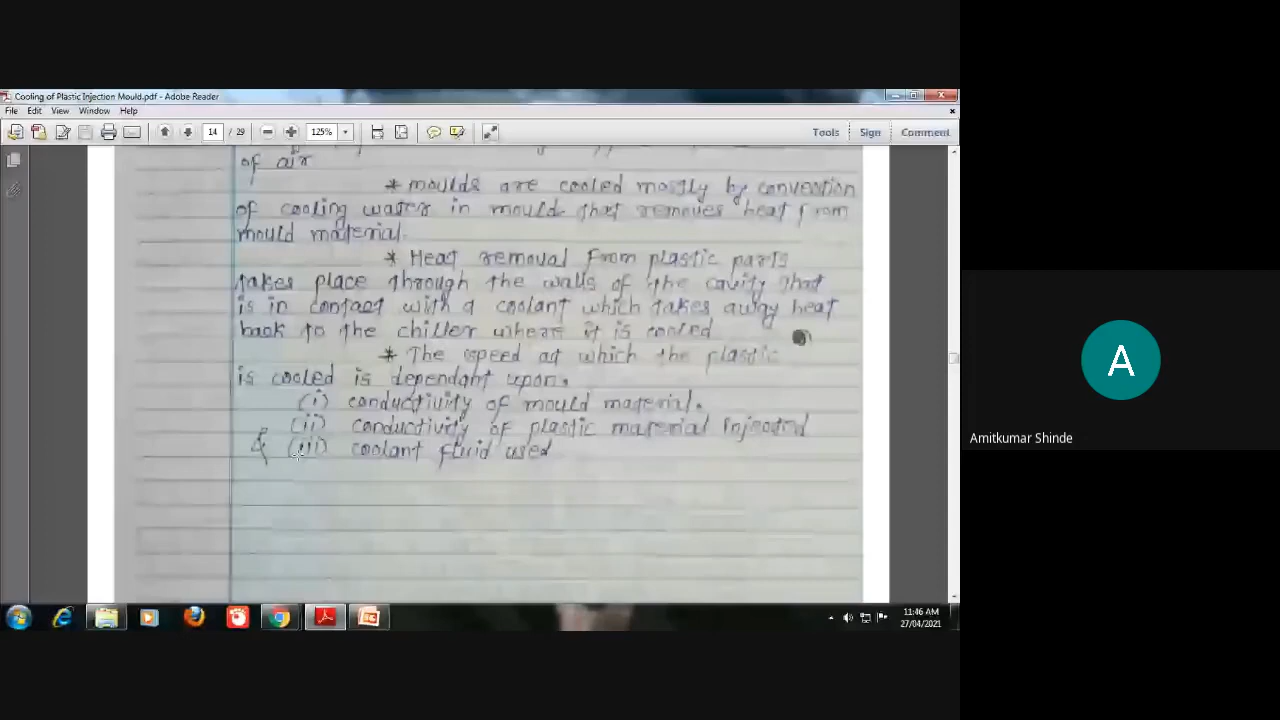 Cooling of Plastic Injection Mould.pdf - Adobe Reader
File Edit View Window Help
14 / 29 125% Tools Sign Comment
of air
* moulds are cooled mostly by convention
of cooling water in mould that removes heat from
mould material.
* Heat removal from plastic parts
takes place through the walls of the cavity that
is in contact with a coolant which takes away heat
back to the chiller where it is cooled
* The speed at which the plastic
is cooled is dependant upon.
(i) conductivity of mould material.
(ii) conductivity of plastic material injected
& (iii) coolant fluid used
A
Amitkumar Shinde
11:46 AM
27/04/2021